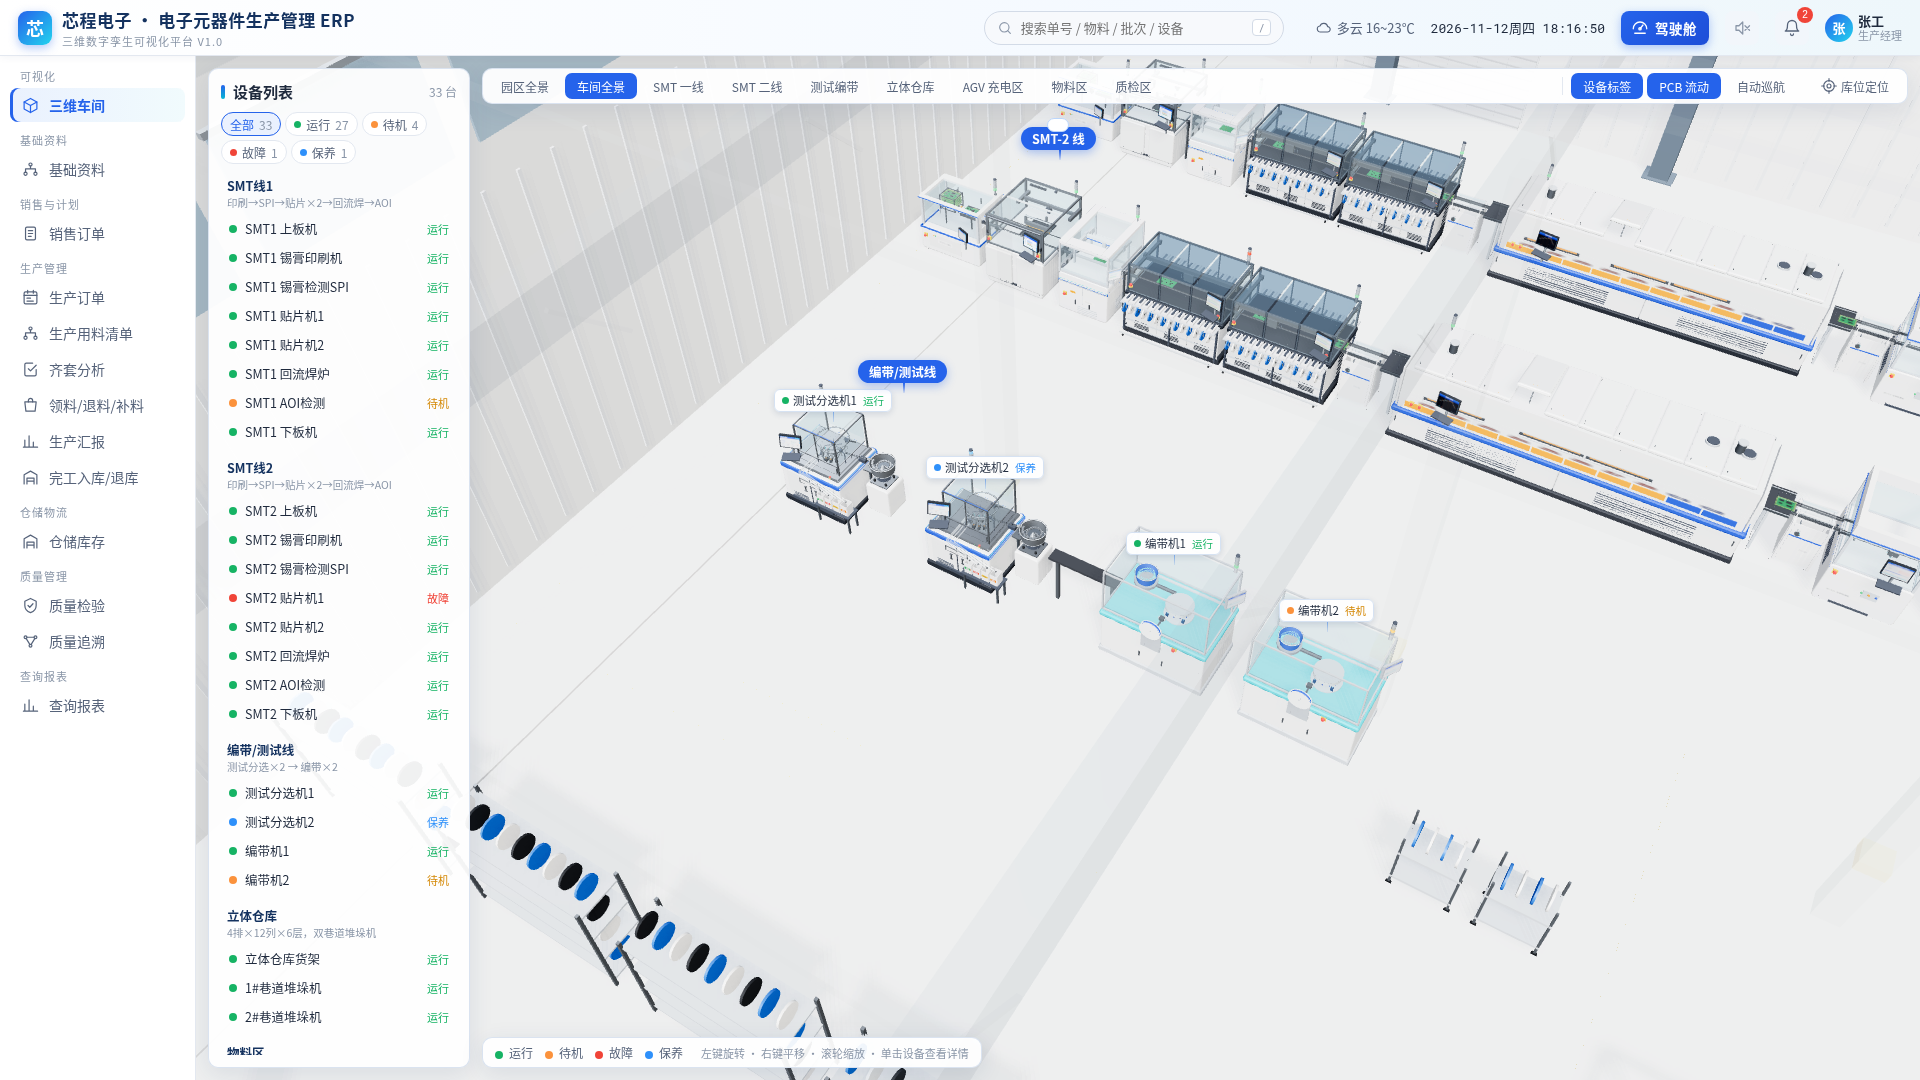 芯
芯程电子 · 电子元器件生产管理 ERP
三维数字孪生可视化平台 V1.0
搜索单号 / 物料 / 批次 / 设备
/
多云 16~23℃
2026-11-12周四 18:16:50
驾驶舱
2
张
张工
生产经理
可视化
三维车间
基础资料
基础资料
销售与计划
销售订单
生产管理
生产订单
生产用料清单
齐套分析
领料/退料/补料
生产汇报
完工入库/退库
仓储物流
仓储库存
质量管理
质量检验
质量追溯
查询报表
查询报表
设备列表
33 台
全部 33
运行 27
待机 4
故障 1
保养 1
SMT线1
印刷→SPI→贴片×2→回流焊→AOI
SMT1 上板机 运行
SMT1 锡膏印刷机 运行
SMT1 锡膏检测SPI 运行
SMT1 贴片机1 运行
SMT1 贴片机2 运行
SMT1 回流焊炉 运行
SMT1 AOI检测 待机
SMT1 下板机 运行
SMT线2
印刷→SPI→贴片×2→回流焊→AOI
SMT2 上板机 运行
SMT2 锡膏印刷机 运行
SMT2 锡膏检测SPI 运行
SMT2 贴片机1 故障
SMT2 贴片机2 运行
SMT2 回流焊炉 运行
SMT2 AOI检测 运行
SMT2 下板机 运行
编带/测试线
测试分选×2 → 编带×2
测试分选机1 运行
测试分选机2 保养
编带机1 运行
编带机2 待机
立体仓库
4排×12列×6层，双巷道堆垛机
立体仓库货架 运行
1#巷道堆垛机 运行
2#巷道堆垛机 运行
物料区
园区全景
车间全景
SMT 一线
SMT 二线
测试编带
立体仓库
AGV 充电区
物料区
质检区
设备标签
PCB 流动
自动巡航
库位定位
SMT-2 线
编带/测试线
测试分选机1 运行
测试分选机2 保养
编带机1 运行
编带机2 待机
运行
待机
故障
保养
左键旋转 · 右键平移 · 滚轮缩放 · 单击设备查看详情